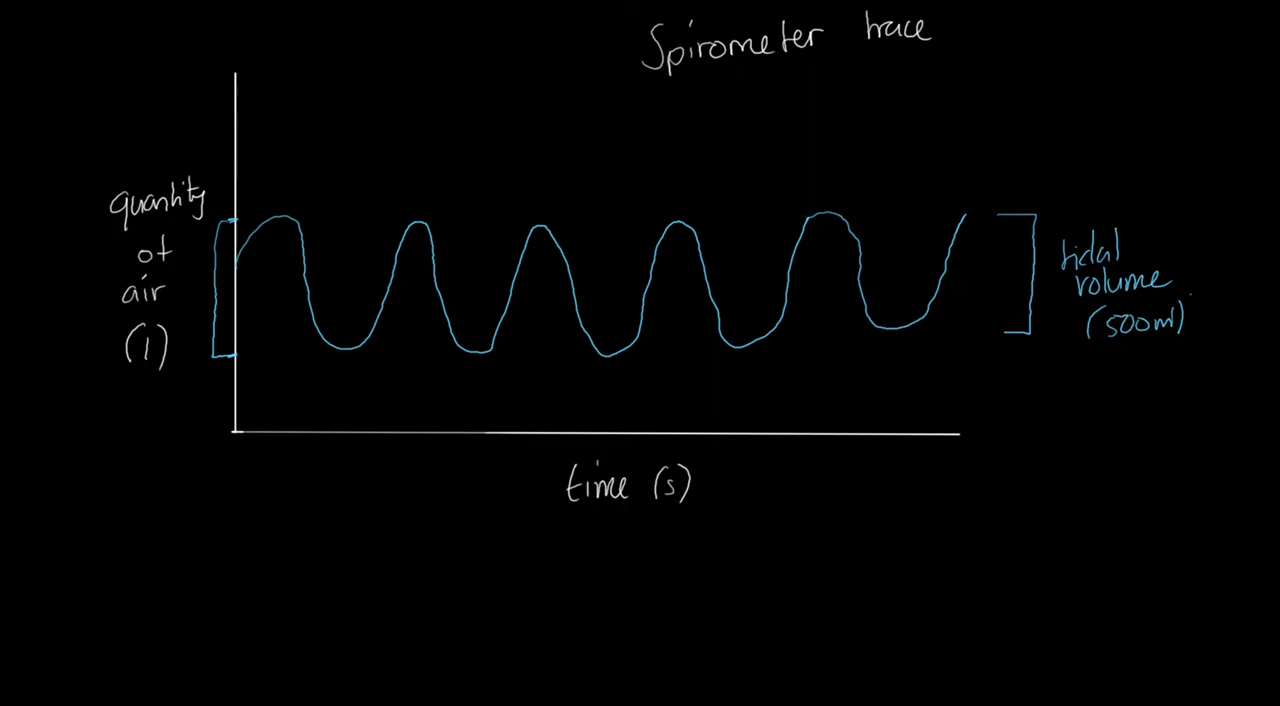 Spirometer trace
quantity
of
air
(l)
tidal
volume
(500ml)
time (s)